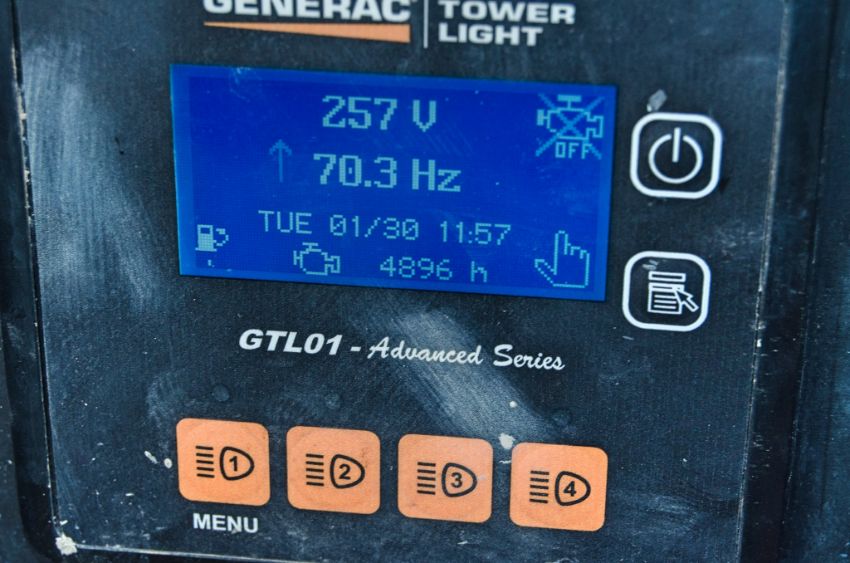 GENERAC
TOWER
LIGHT
257 V
OFF
70.3 Hz
TUE 01/30 11:57
4896 h
GTL01 - Advanced Series
1
2
3
4
MENU